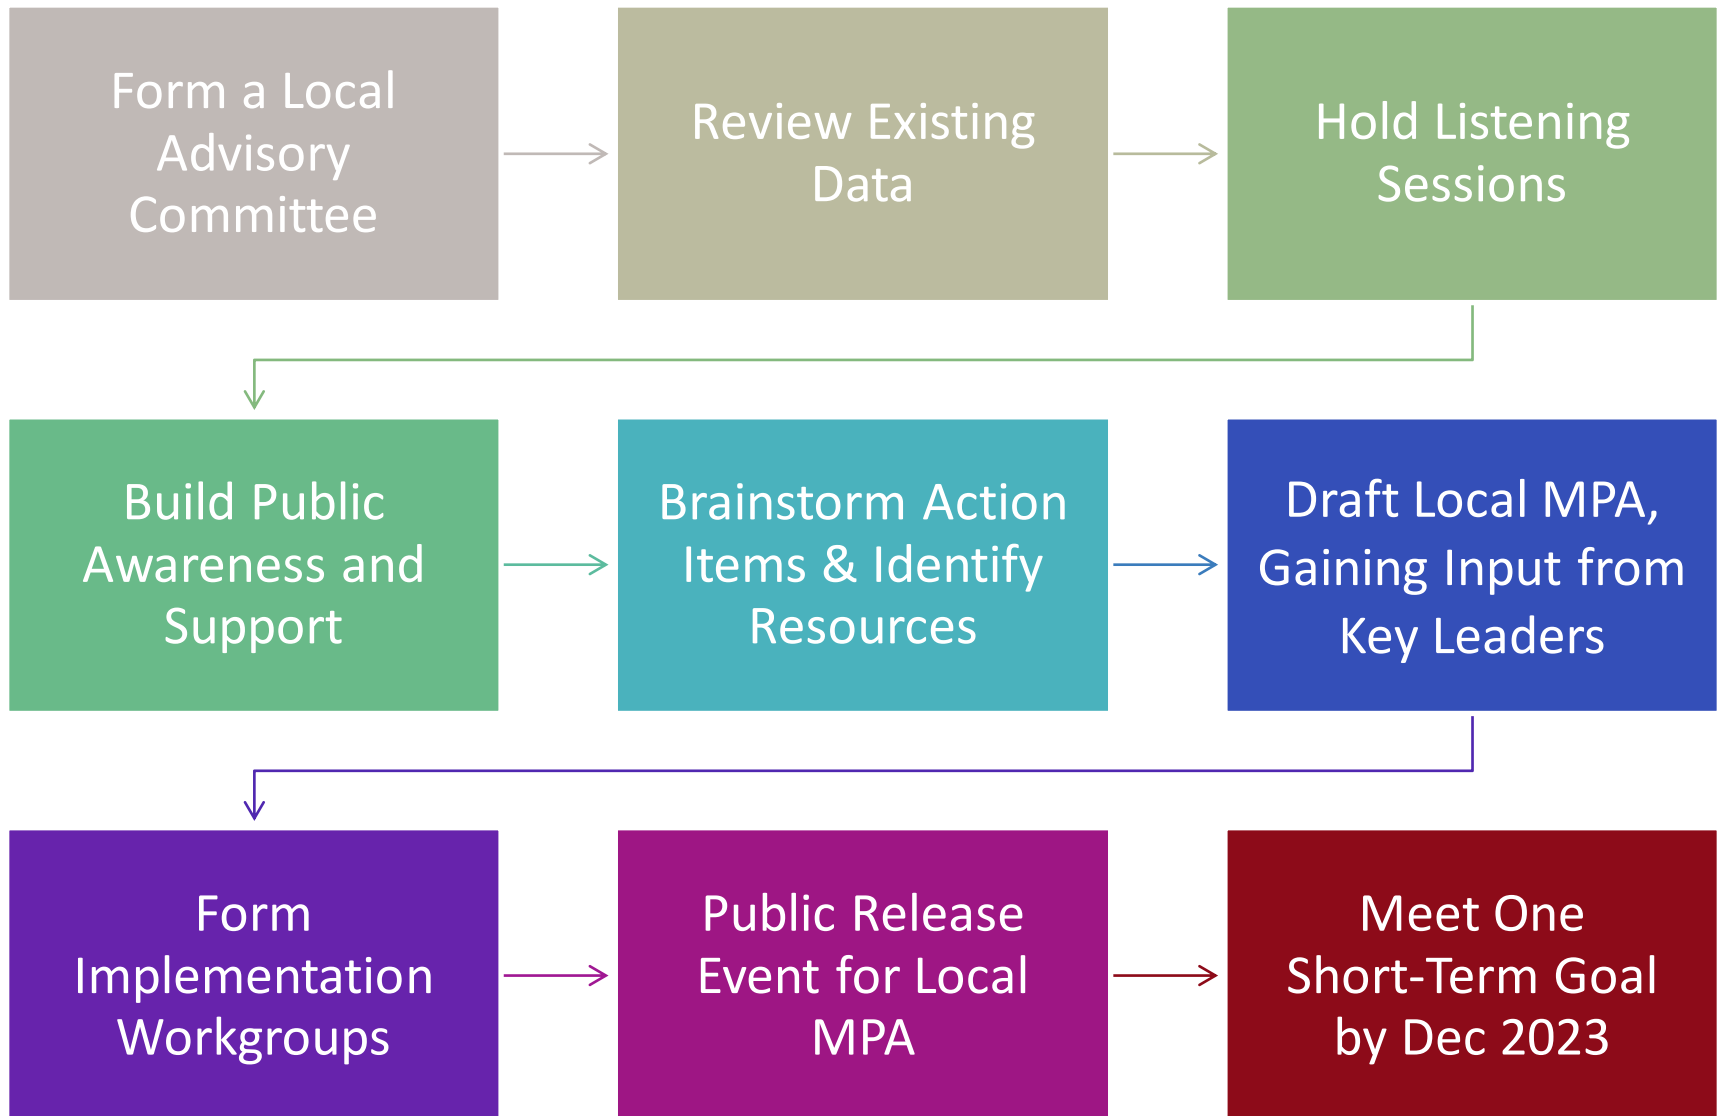 Form a Local
Advisory
Committee
Review Existing
Data
Hold Listening
Sessions
Build Public
Awareness and
Support
Brainstorm Action
Items & Identify
Resources
Draft Local MPA,
Gaining Input from
Key Leaders
Form
Implementation
Workgroups
Public Release
Event for Local
MPA
Meet One
Short-Term Goal
by Dec 2023